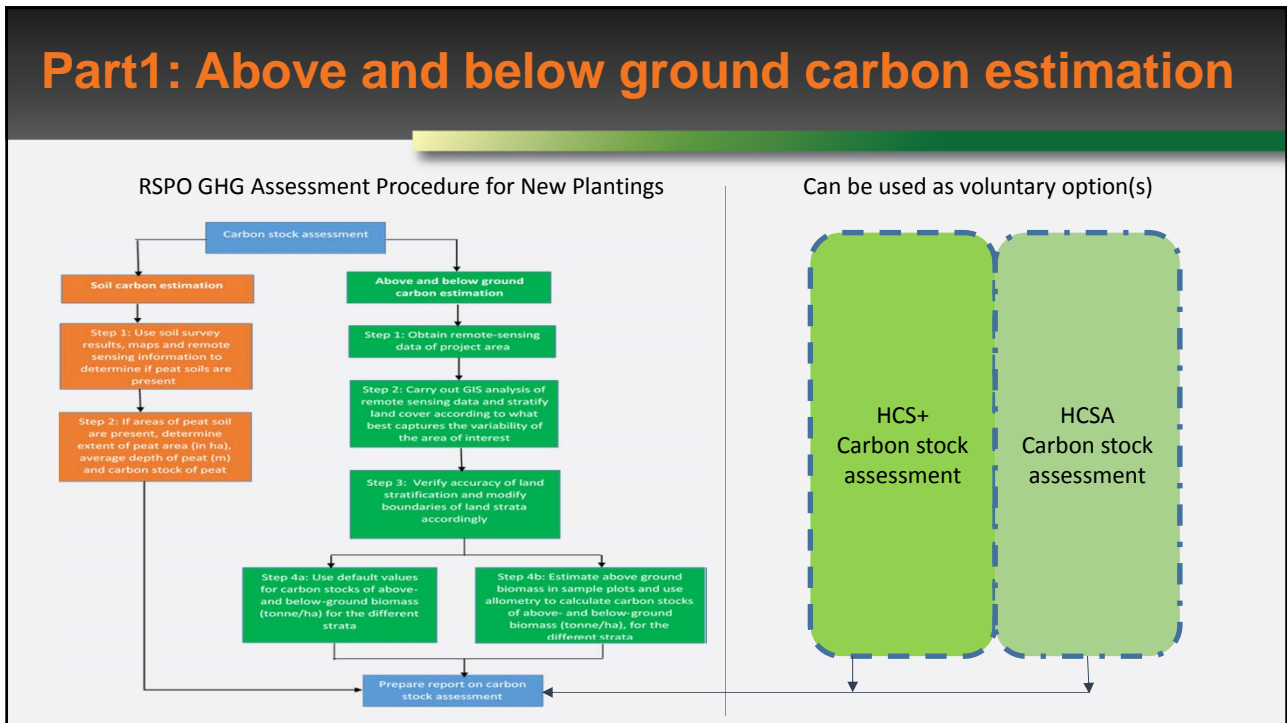 Part1: Above and below ground carbon estimation
RSPO GHG Assessment Procedure for New Plantings
Carbon stock assessment
Soil carbon estimation
Step 1: Use soil survey
results, maps and remote
sensing information to
determine if peat soils are
present
Step 2: If areas of peat soil
are present, determine
extent of peat area (in ha),
average depth of peat (m)
and carbon stock of peat
Above and below ground
carbon estimation
Step 1: Obtain remote-sensing
data of project area
Step 2: Carry out GIS analysis of
remote sensing data and stratify
land cover according to what
best captures the variability of
the area of interest
Step 3: Verify accuracy of land
stratification and modify
boundaries of land strata
accordingly
Step 4a: Use default values
for carbon stocks of above-
and below-ground biomass
(tonne/ha) for the different
strata
Step 4b: Estimate above ground
biomass in sample plots and use
allometry to calculate carbon stocks
of above- and below-ground
biomass (tonne/ha), for the
different strata
Prepare report on carbon
stock assessment
Can be used as voluntary option(s)
HCS+
Carbon stock
assessment
HCSA
Carbon stock
assessment